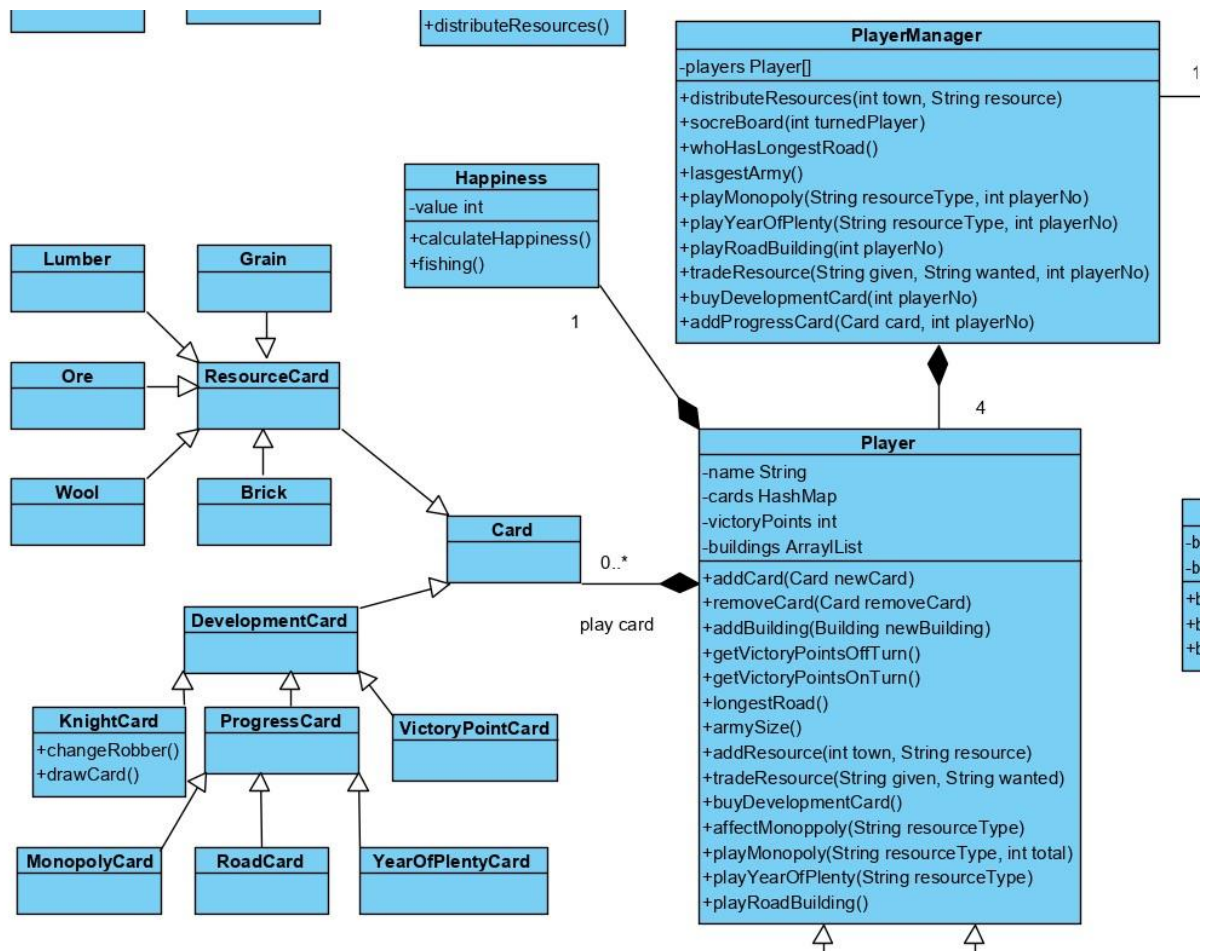 +distributeResources()
PlayerManager
-players Player[]
+distributeResources(int town, String resource)
+socreBoard(int turnedPlayer)
+whoHasLongestRoad()
+lasgestArmy()
+playMonopoly(String resourceType, int playerNo)
+playYearOfPlenty(String resourceType, int playerNo)
+playRoadBuilding(int playerNo)
+tradeResource(String given, String wanted, int playerNo)
+buyDevelopmentCard(int playerNo)
+addProgressCard(Card card, int playerNo)
1
Happiness
-value int
+calculateHappiness()
+fishing()
1
4
Lumber
Grain
Ore
ResourceCard
Wool
Brick
Card
0..*
play card
Player
-name String
-cards HashMap
-victoryPoints int
-buildings ArraylList
+addCard(Card newCard)
+removeCard(Card removeCard)
+addBuilding(Building newBuilding)
+getVictoryPointsOffTurn()
+getVictoryPointsOnTurn()
+longestRoad()
+armySize()
+addResource(int town, String resource)
+tradeResource(String given, String wanted)
+buyDevelopmentCard()
+affectMonoppoly(String resourceType)
+playMonopoly(String resourceType, int total)
+playYearOfPlenty(String resourceType)
+playRoadBuilding()
-b
-b
+b
+b
+b
DevelopmentCard
KnightCard
+changeRobber()
+drawCard()
ProgressCard
VictoryPointCard
MonopolyCard
RoadCard
YearOfPlentyCard